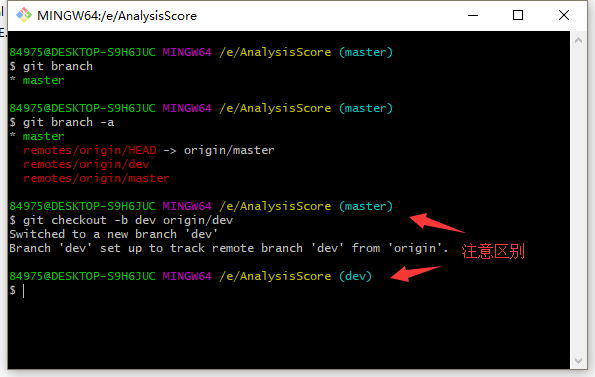 MINGW64:/e/AnalysisScore
84975@DESKTOP-S9H6JUC MINGW64 /e/AnalysisScore (master)
$ git branch
* master
84975@DESKTOP-S9H6JUC MINGW64 /e/AnalysisScore (master)
$ git branch -a
* master
remotes/origin/HEAD -> origin/master
remotes/origin/dev
remotes/origin/master
84975@DESKTOP-S9H6JUC MINGW64 /e/AnalysisScore (master)
$ git checkout -b dev origin/dev
Switched to a new branch 'dev'
Branch 'dev' set up to track remote branch 'dev' from 'origin'.
注意区别
84975@DESKTOP-S9H6JUC MINGW64 /e/AnalysisScore (dev)
$